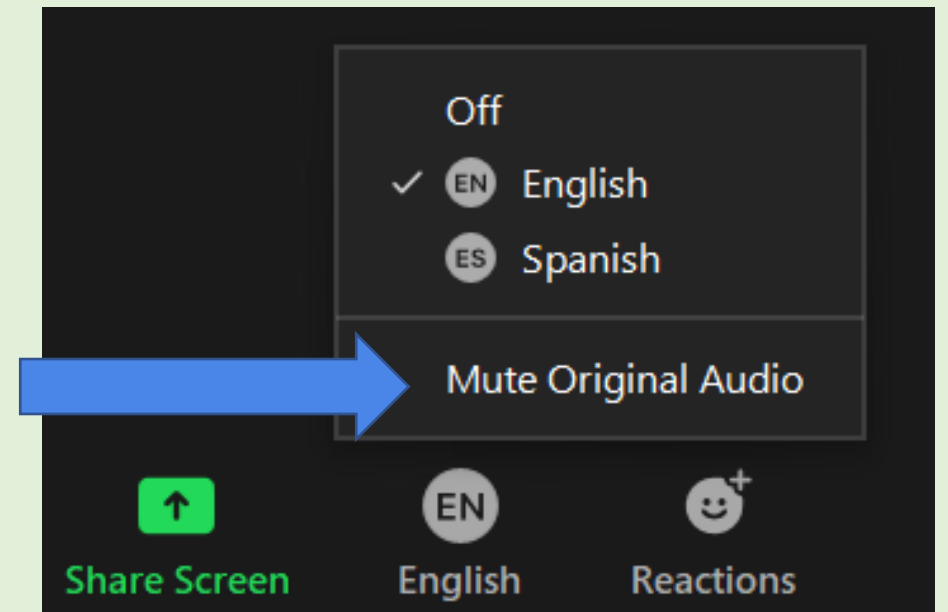 Off
EN English
ES Spanish
Mute Original Audio
EN
Share Screen English Reactions